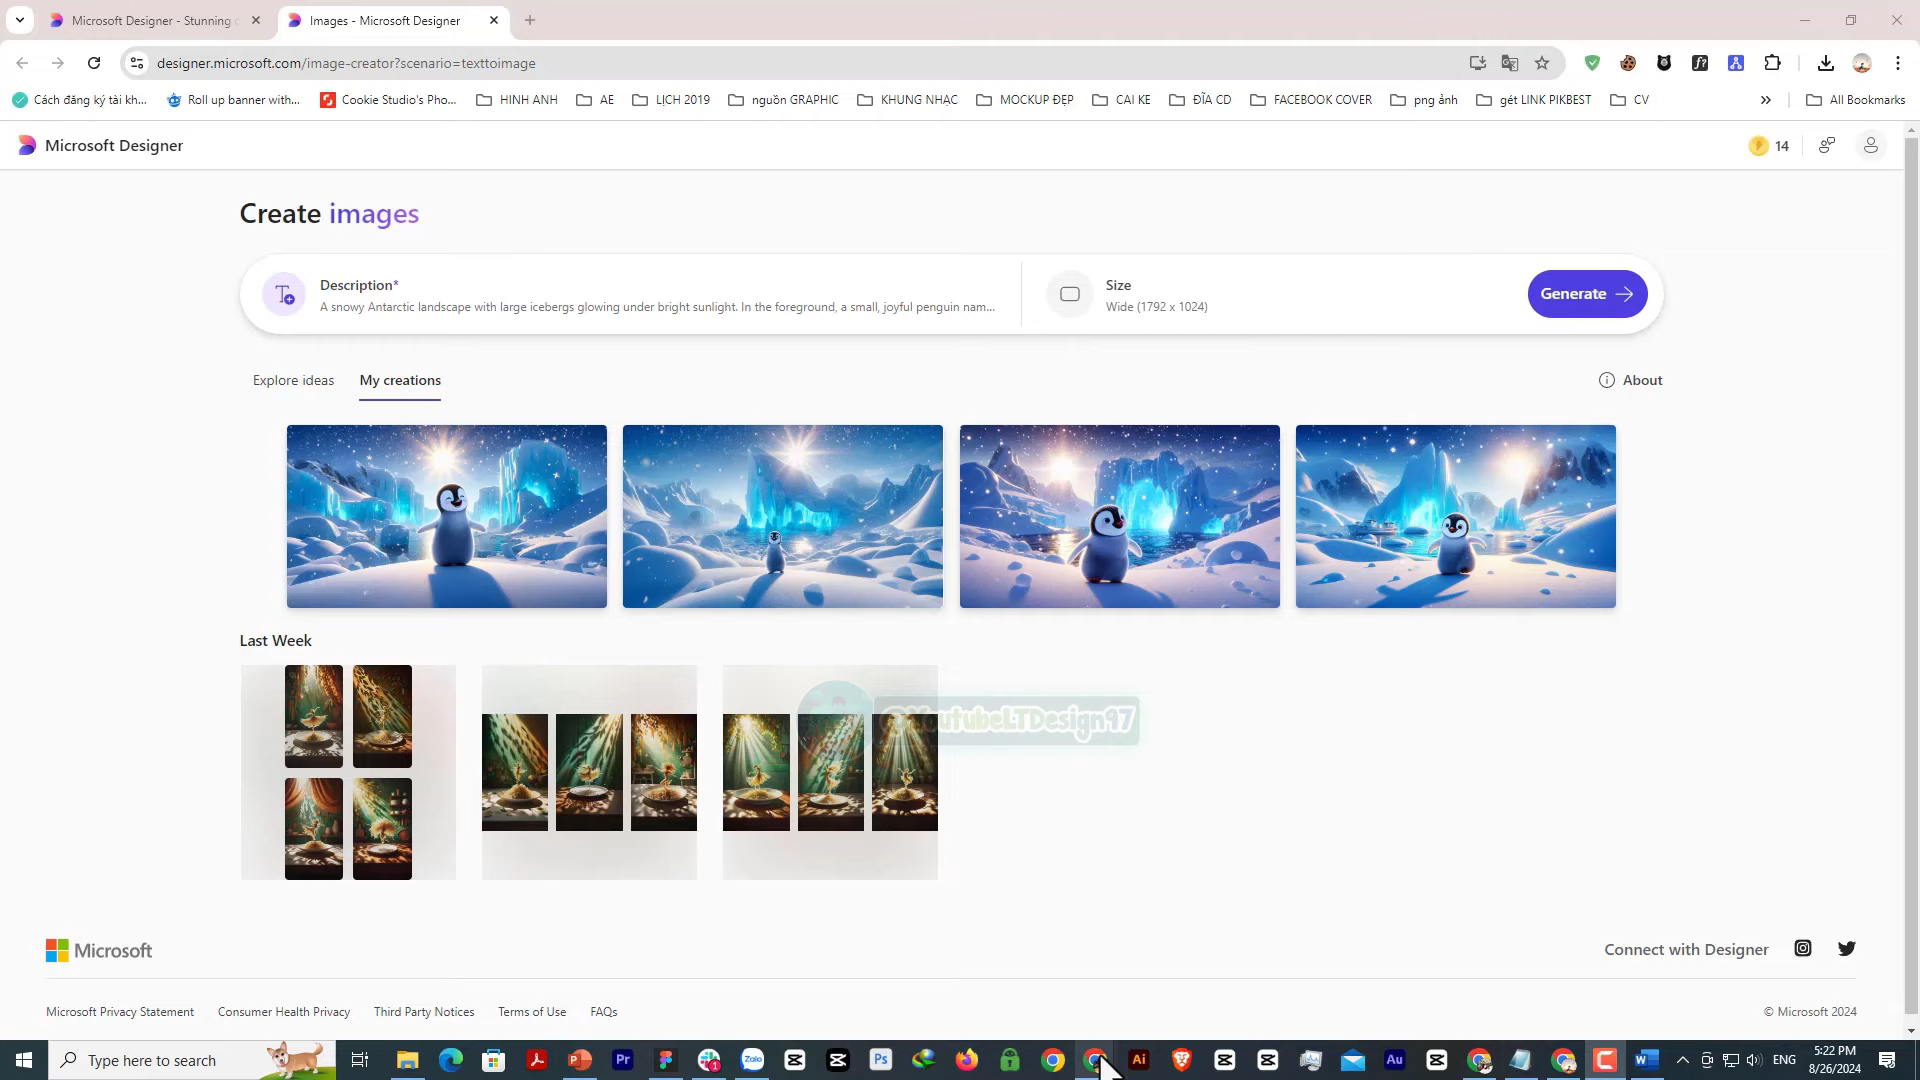 Microsoft Designer - Stunning
Images - Microsoft Designer
designer.microsoft.com/image-creator?scenario=texttoimage
Cách đăng ký tài kh...
Roll up banner with...
Cookie Studio's Pho...
HINH ANH
AE
LỊCH 2019
nguồn GRAPHIC
KHUNG NHẠC
MOCKUP ĐẸP
CAI KE
ĐĨA CD
FACEBOOK COVER
png ảnh
gét LINK PIKBEST
CV
All Bookmarks
Microsoft Designer
14
Create images
Description*
A snowy Antarctic landscape with large icebergs glowing under bright sunlight. In the foreground, a small, joyful penguin nam...
Size
Wide (1792 x 1024)
Generate
Explore ideas
My creations
About
Last Week
@YoutubeLTDesign97
Microsoft
Connect with Designer
Microsoft Privacy Statement
Consumer Health Privacy
Third Party Notices
Terms of Use
FAQs
© Microsoft 2024
Type here to search
ENG
5:22 PM
8/26/2024